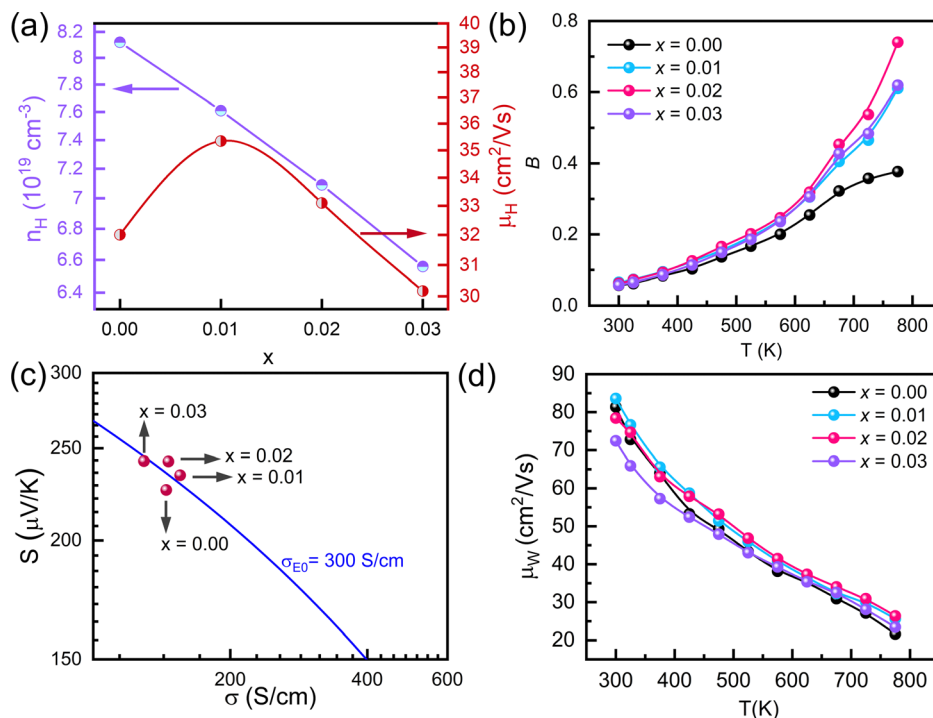 (a)
n_H (10^19 cm^-3)
8.2
8
7.8
7.6
7.4
7.2
7
6.8
6.6
6.4
40
39
38
37
36
35
34
33
32
31
30
μ_H (cm²/Vs)
0.00 0.01 0.02 0.03
x
(b)
x = 0.00
x = 0.01
x = 0.02
x = 0.03
B
0.8
0.6
0.4
0.2
0.0
300 400 500 600 700 800
T (K)
(c)
S (μV/K)
300
250
200
150
x = 0.03
x = 0.02
x = 0.01
x = 0.00
σ_E0= 300 S/cm
200 400 600
σ (S/cm)
(d)
x = 0.00
x = 0.01
x = 0.02
x = 0.03
μ_W (cm²/Vs)
90
80
70
60
50
40
30
20
300 400 500 600 700 800
T(K)